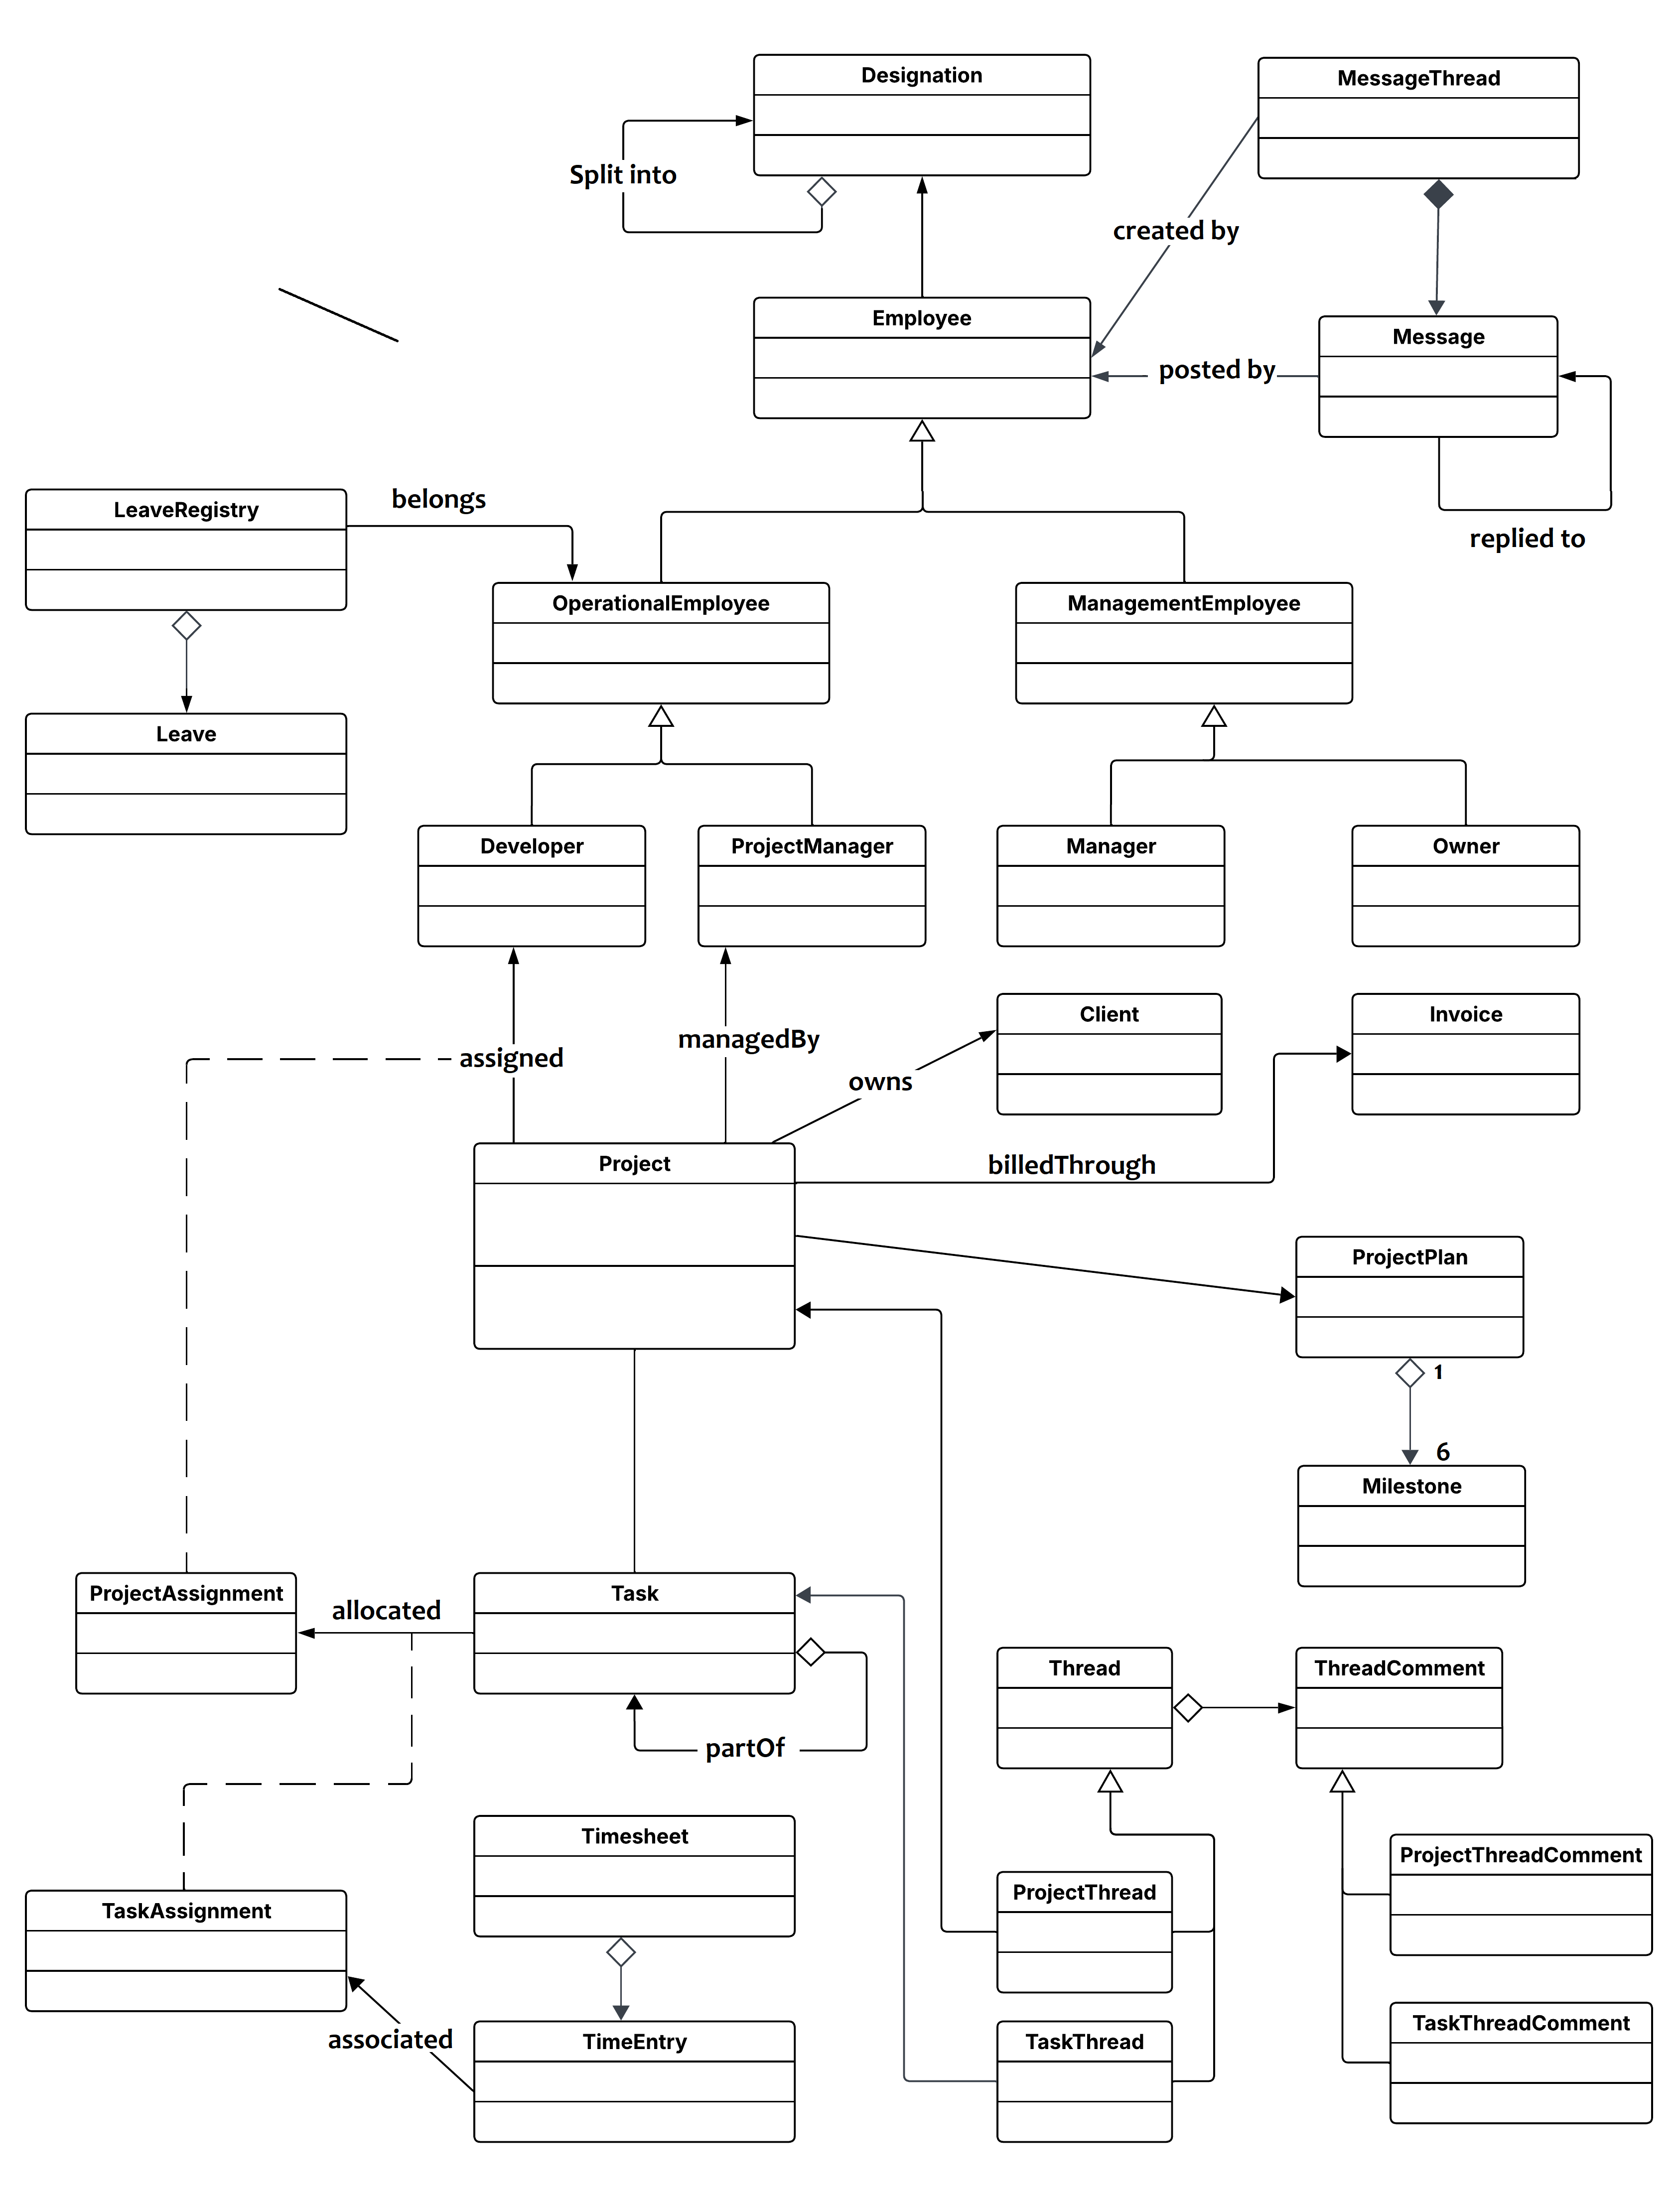 Designation
MessageThread
Split into
created by
Employee
Message
posted by
LeaveRegistry
belongs
replied to
OperationalEmployee
ManagementEmployee
Leave
Developer
ProjectManager
Manager
Owner
Client
Invoice
assigned
managedBy
owns
Project
billedThrough
ProjectPlan
1
6
Milestone
ProjectAssignment
allocated
Task
Thread
ThreadComment
partOf
Timesheet
ProjectThreadComment
ProjectThread
TaskAssignment
TaskThreadComment
associated
TimeEntry
TaskThread